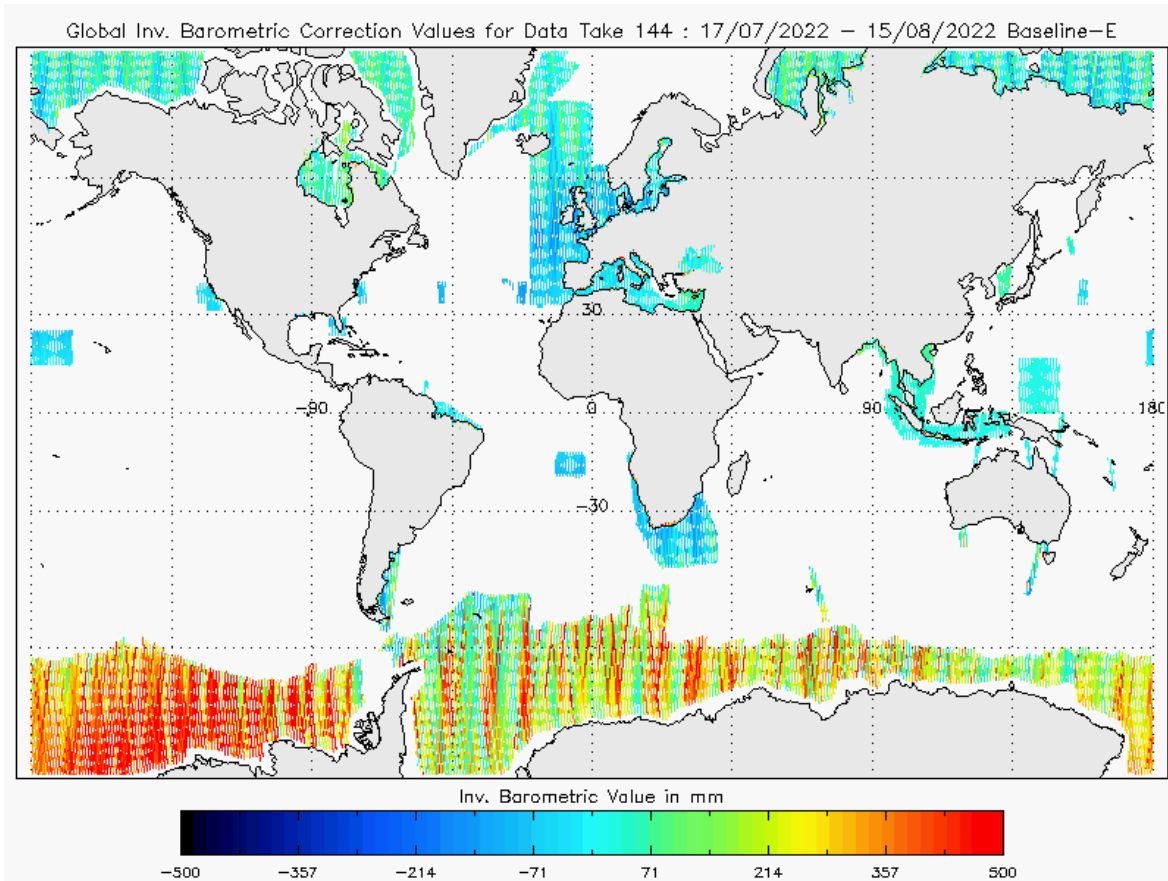 Global Inv. Barometric Correction Values for Data Take 144 : 17/07/2022 – 15/08/2022 Baseline–E
30
–90 0 90 180
–30
Inv. Barometric Value in mm
–500 –357 –214 –71 71 214 357 500